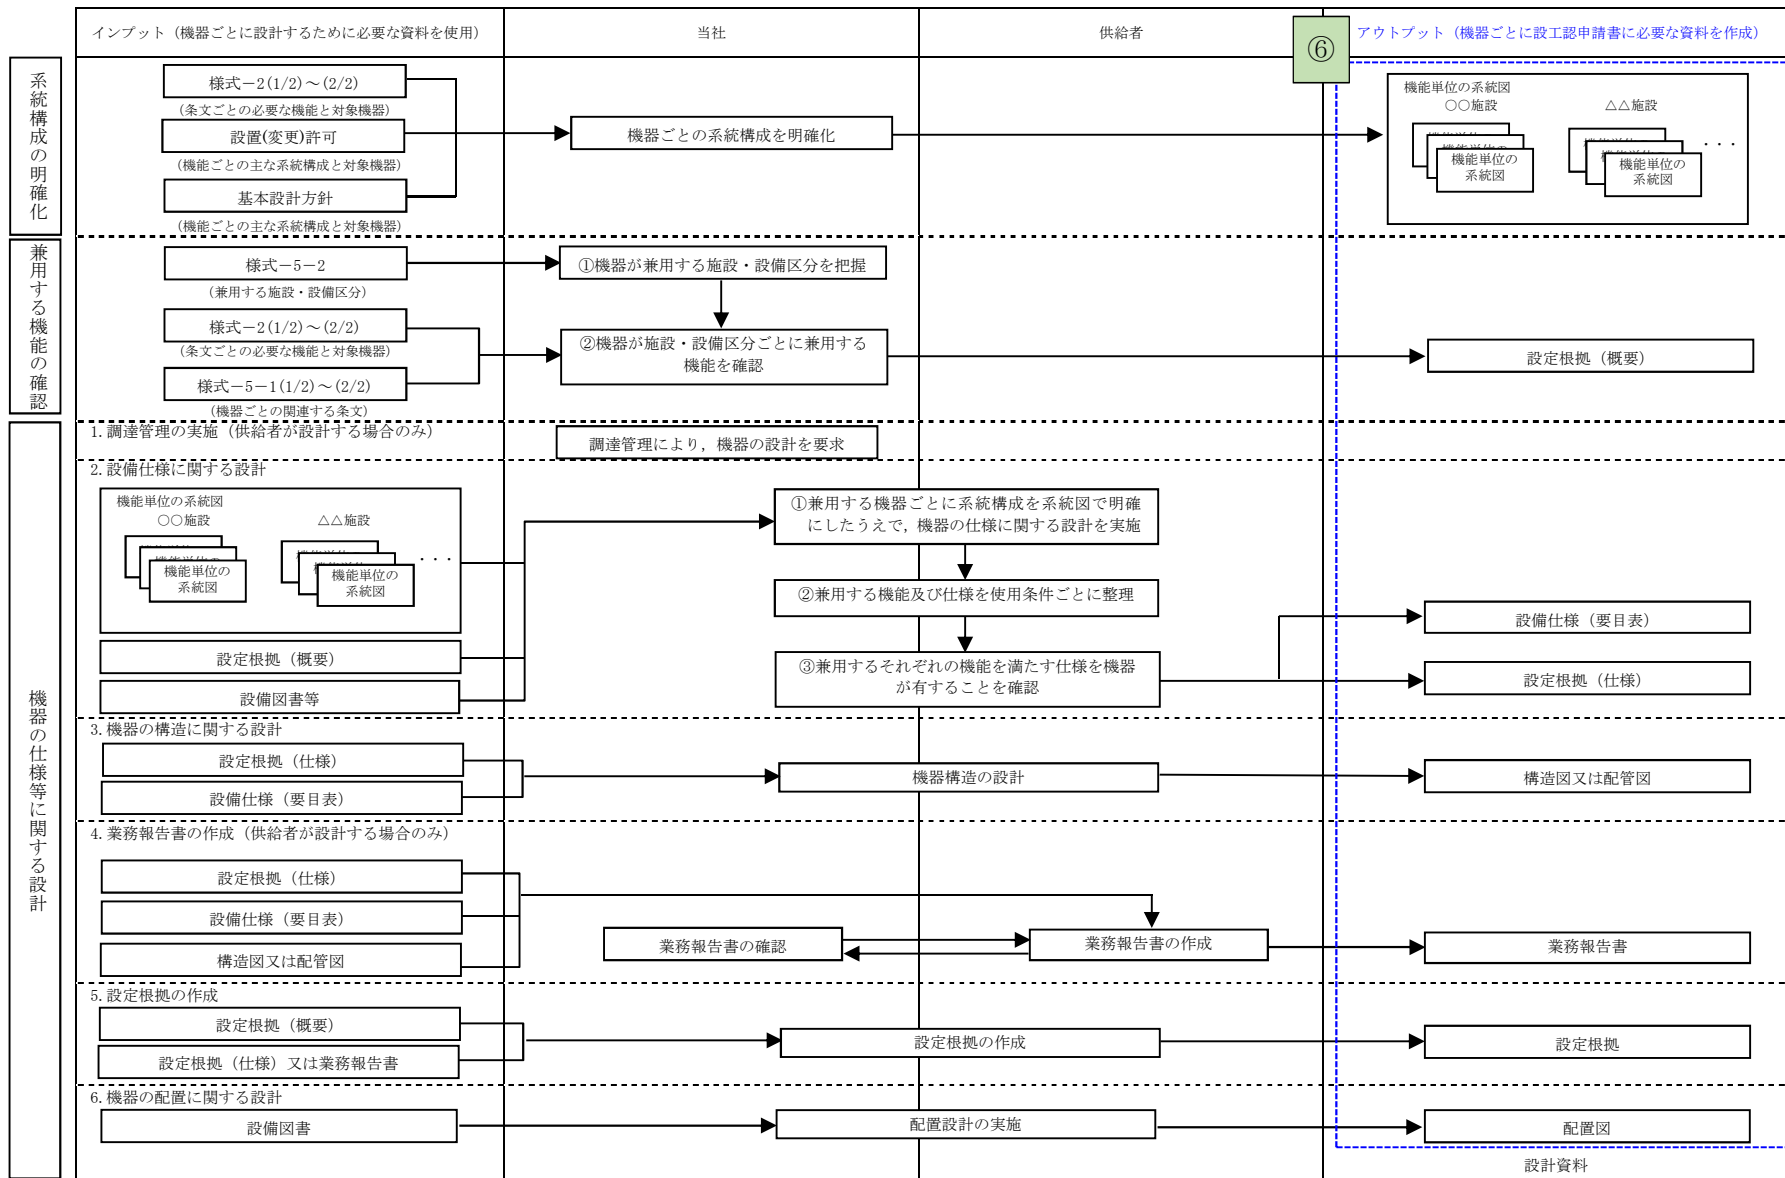 インプット（機器ごとに設計するために必要な資料を使用）
当社
供給者
⑥
アウトプット（機器ごとに設工認申請書に必要な資料を作成）
系統構成の明確化
様式－2(1/2)～(2/2)
（条文ごとの必要な機能と対象機器）
設置(変更)許可
（機能ごとの主な系統構成と対象機器）
基本設計方針
（機能ごとの主な系統構成と対象機器）
機器ごとの系統構成を明確化
機能単位の系統図
○○施設
△△施設
機能単位の
系統図
機能単位の
系統図
・・・
兼用する機能の確認
様式－5－2
（兼用する施設・設備区分）
様式－2(1/2)～(2/2)
（条文ごとの必要な機能と対象機器）
様式－5－1(1/2)～(2/2)
（機器ごとの関連する条文）
①機器が兼用する施設・設備区分を把握
②機器が施設・設備区分ごとに兼用する
機能を確認
設定根拠（概要）
機器の仕様等に関する設計
1. 調達管理の実施（供給者が設計する場合のみ）
調達管理により，機器の設計を要求
2. 設備仕様に関する設計
機能単位の系統図
○○施設
△△施設
機能単位の
系統図
機能単位の
系統図
・・・
設定根拠（概要）
設備図書等
①兼用する機器ごとに系統構成を系統図で明確
にしたうえで，機器の仕様に関する設計を実施
②兼用する機能及び仕様を使用条件ごとに整理
③兼用するそれぞれの機能を満たす仕様を機器
が有することを確認
設備仕様（要目表）
設定根拠（仕様）
3. 機器の構造に関する設計
設定根拠（仕様）
設備仕様（要目表）
機器構造の設計
構造図又は配管図
4. 業務報告書の作成（供給者が設計する場合のみ）
設定根拠（仕様）
設備仕様（要目表）
構造図又は配管図
業務報告書の確認
業務報告書の作成
業務報告書
5. 設定根拠の作成
設定根拠（概要）
設定根拠（仕様）又は業務報告書
設定根拠の作成
設定根拠
6. 機器の配置に関する設計
設備図書
配置設計の実施
配置図
設計資料